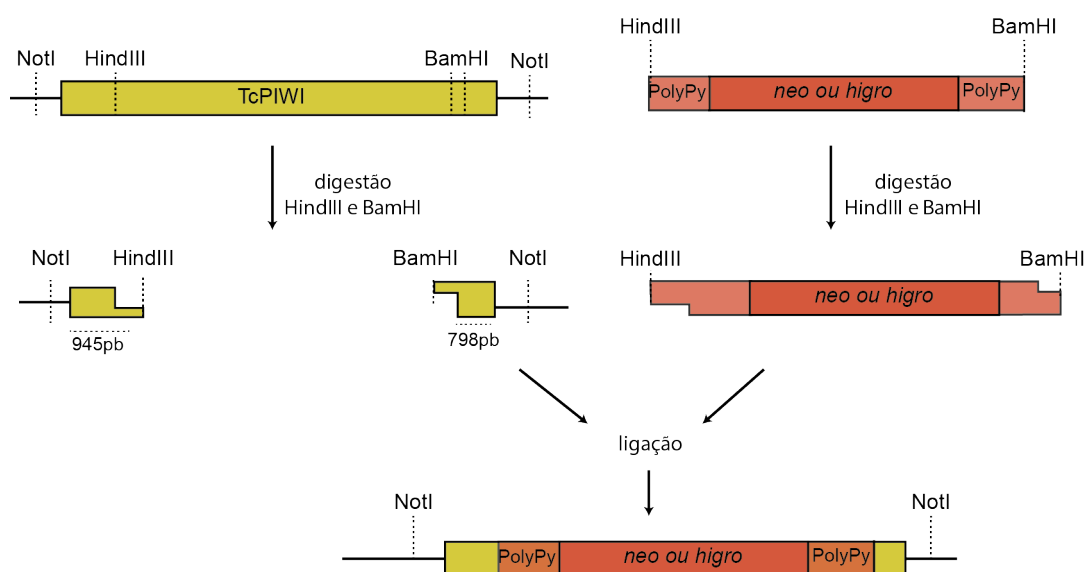 NotI HindIII BamHI NotI
TcPIWI
HindIII BamHI
PolyPy neo ou higro PolyPy
digestão
HindIII e BamHI
digestão
HindIII e BamHI
NotI HindIII
945pb
BamHI NotI
798pb
HindIII BamHI
neo ou higro
ligação
NotI NotI
PolyPy neo ou higro PolyPy